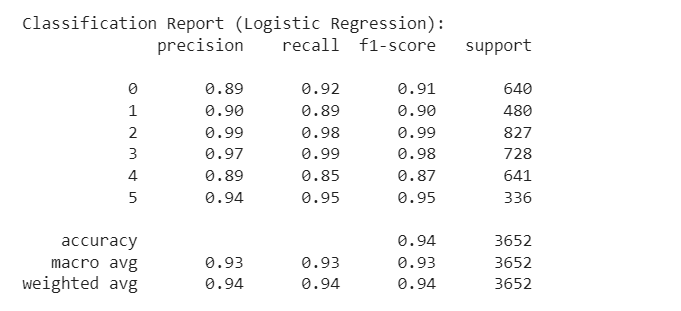 Classification Report (Logistic Regression):
precision recall f1-score support
0 0.89 0.92 0.91 640
1 0.90 0.89 0.90 480
2 0.99 0.98 0.99 827
3 0.97 0.99 0.98 728
4 0.89 0.85 0.87 641
5 0.94 0.95 0.95 336
accuracy 0.94 3652
macro avg 0.93 0.93 0.93 3652
weighted avg 0.94 0.94 0.94 3652